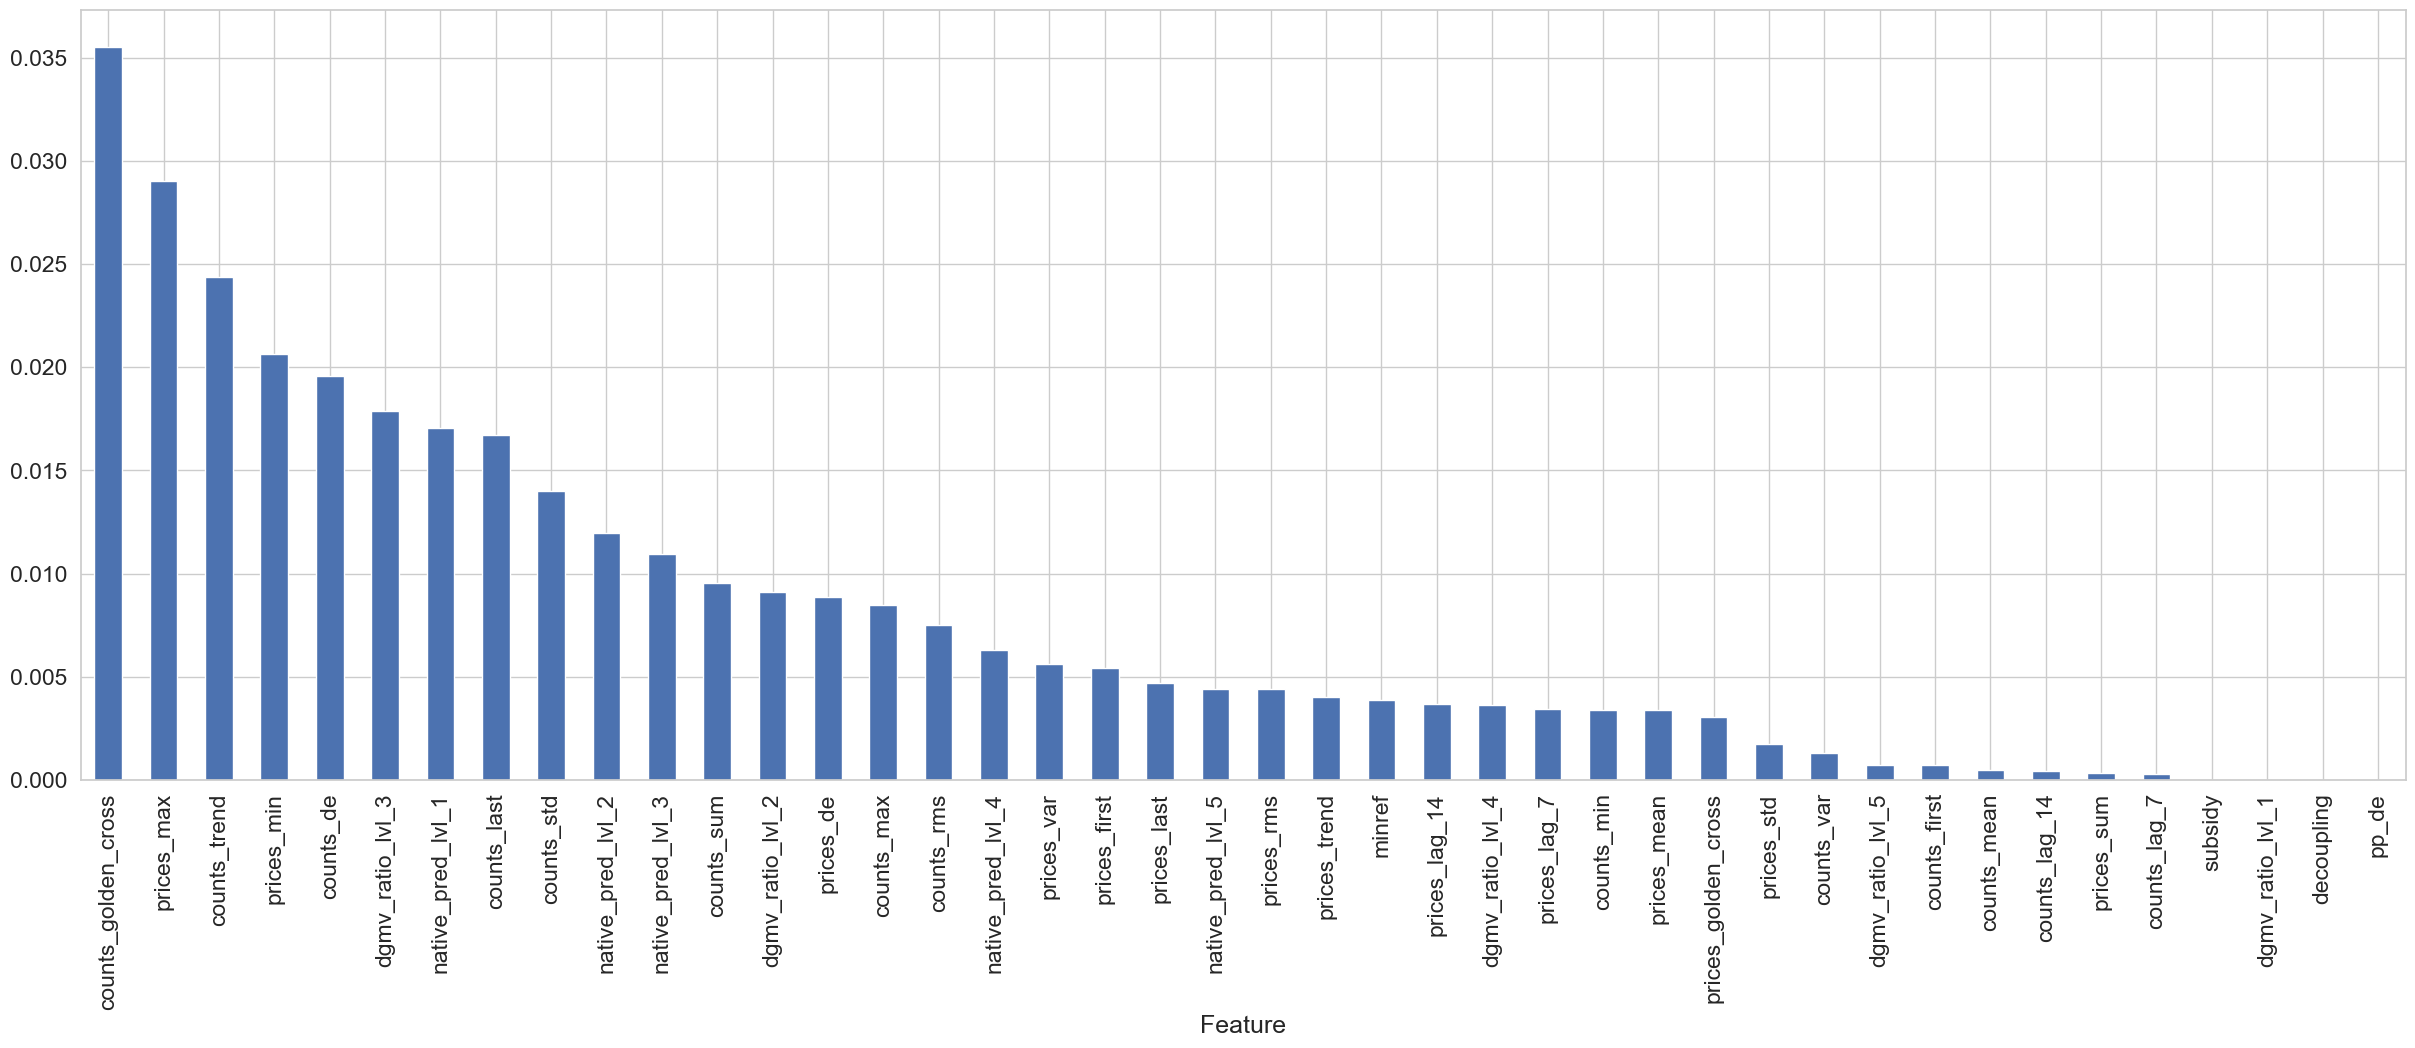 0.035
0.030
0.025
0.020
0.015
0.010
0.005
0.000
counts_golden_cross
prices_max
counts_trend
prices_min
counts_de
dgmv_ratio_lvl_3
native_pred_lvl_1
counts_last
counts_std
native_pred_lvl_2
native_pred_lvl_3
counts_sum
dgmv_ratio_lvl_2
prices_de
counts_max
counts_rms
native_pred_lvl_4
prices_var
prices_first
prices_last
native_pred_lvl_5
prices_rms
prices_trend
minref
prices_lag_14
dgmv_ratio_lvl_4
prices_lag_7
counts_min
prices_mean
prices_golden_cross
prices_std
counts_var
dgmv_ratio_lvl_5
counts_first
counts_mean
counts_lag_14
prices_sum
counts_lag_7
subsidy
dgmv_ratio_lvl_1
decoupling
pp_de
Feature